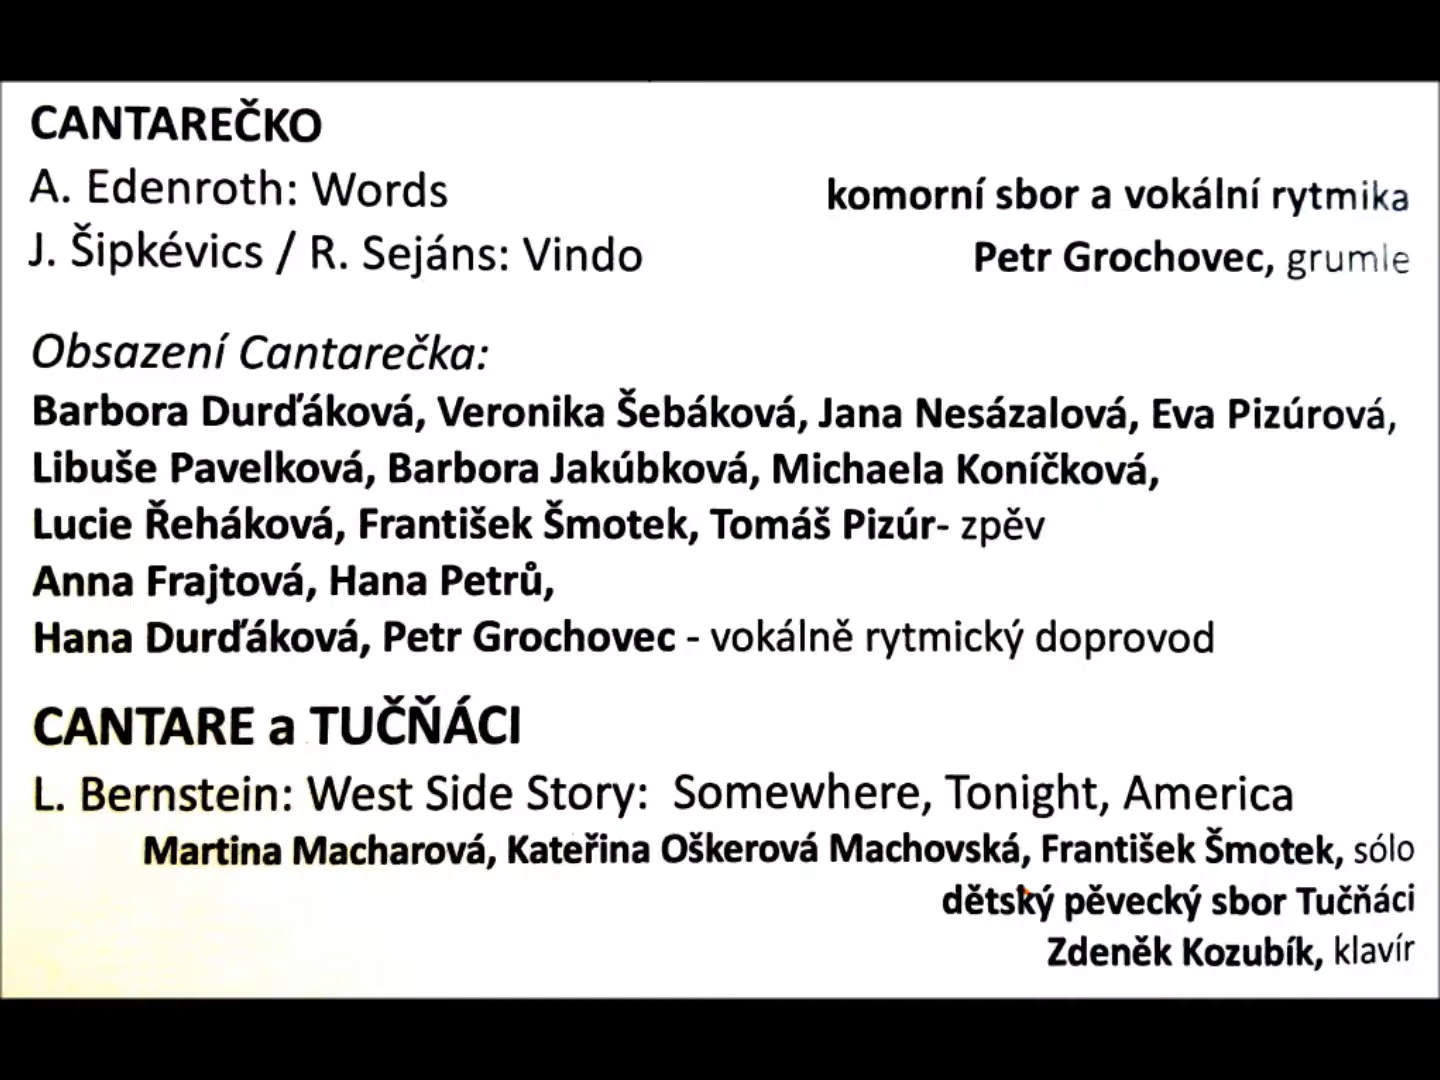 CANTAREČKO
A. Edenroth: Words
komorní sbor a vokální rytmika
J. Šipkévics / R. Sejáns: Vindo
Petr Grochovec, grumle
Obsazení Cantarečka:
Barbora Durďáková, Veronika Šebáková, Jana Nesázalová, Eva Pizúrová,
Libuše Pavelková, Barbora Jakúbková, Michaela Koníčková,
Lucie Řeháková, František Šmotek, Tomáš Pizúr- zpěv
Anna Frajtová, Hana Petrů,
Hana Durďáková, Petr Grochovec - vokálně rytmický doprovod
CANTARE a TUČŇÁCI
L. Bernstein: West Side Story: Somewhere, Tonight, America
Martina Macharová, Kateřina Oškerová Machovská, František Šmotek, sólo
dětský pěvecký sbor Tučňáci
Zdeněk Kozubík, klavír